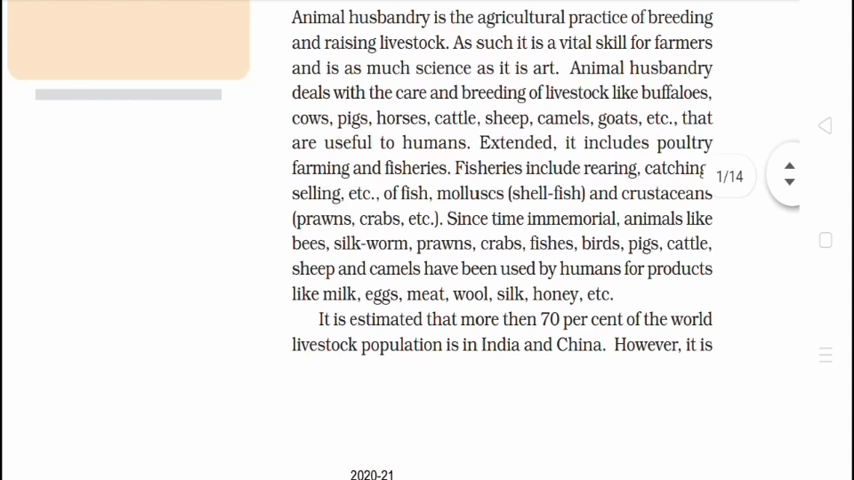 Animal husbandry is the agricultural practice of breeding
and raising livestock. As such it is a vital skill for farmers
and is as much science as it is art. Animal husbandry
deals with the care and breeding of livestock like buffaloes,
cows, pigs, horses, cattle, sheep, camels, goats, etc., that
are useful to humans. Extended, it includes poultry
farming and fisheries. Fisheries include rearing, catching
selling, etc., of fish, molluscs (shell-fish) and crustaceans
1/14
(prawns, crabs, etc.). Since time immemorial, animals like
bees, silk-worm, prawns, crabs, fishes, birds, pigs, cattle,
sheep and camels have been used by humans for products
like milk, eggs, meat, wool, silk, honey, etc.
It is estimated that more then 70 per cent of the world
livestock population is in India and China. However, it is
2020-21